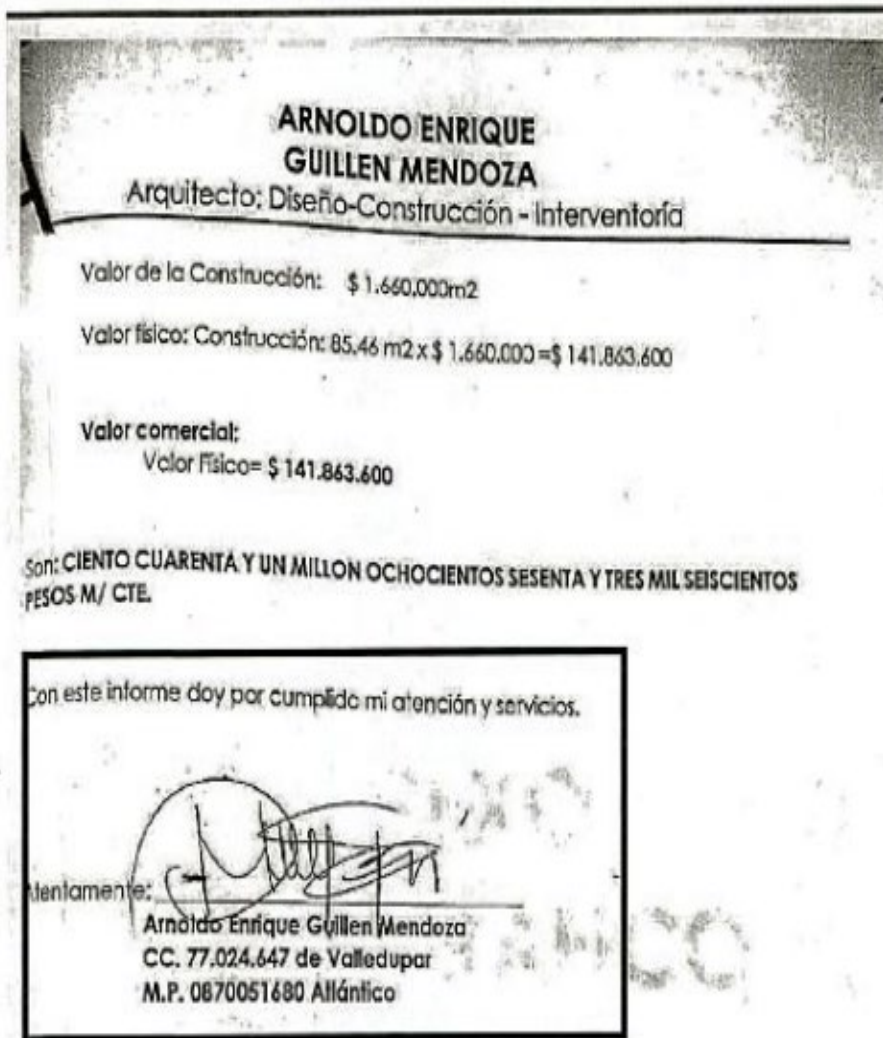 ARNOLDO ENRIQUE
GUILLEN MENDOZA
Arquitecto: Diseño-Construcción - Interventoría
Valor de la Construcción: $ 1.660.000m2
Valor físico: Construcción: 85.46 m2 x $ 1.660.000 =$ 141.863.600
Valor comercial:
Valor Físico= $ 141.863.600
Son: CIENTO CUARENTA Y UN MILLON OCHOCIENTOS SESENTA Y TRES MIL SEISCIENTOS
PESOS M/ CTE.
Con este informe doy por cumplido mi atención y servicios.
Atentamente:
Arnoldo Enrique Guillen Mendoza
CC. 77.024.647 de Valledupar
M.P. 0870051680 Atlántico